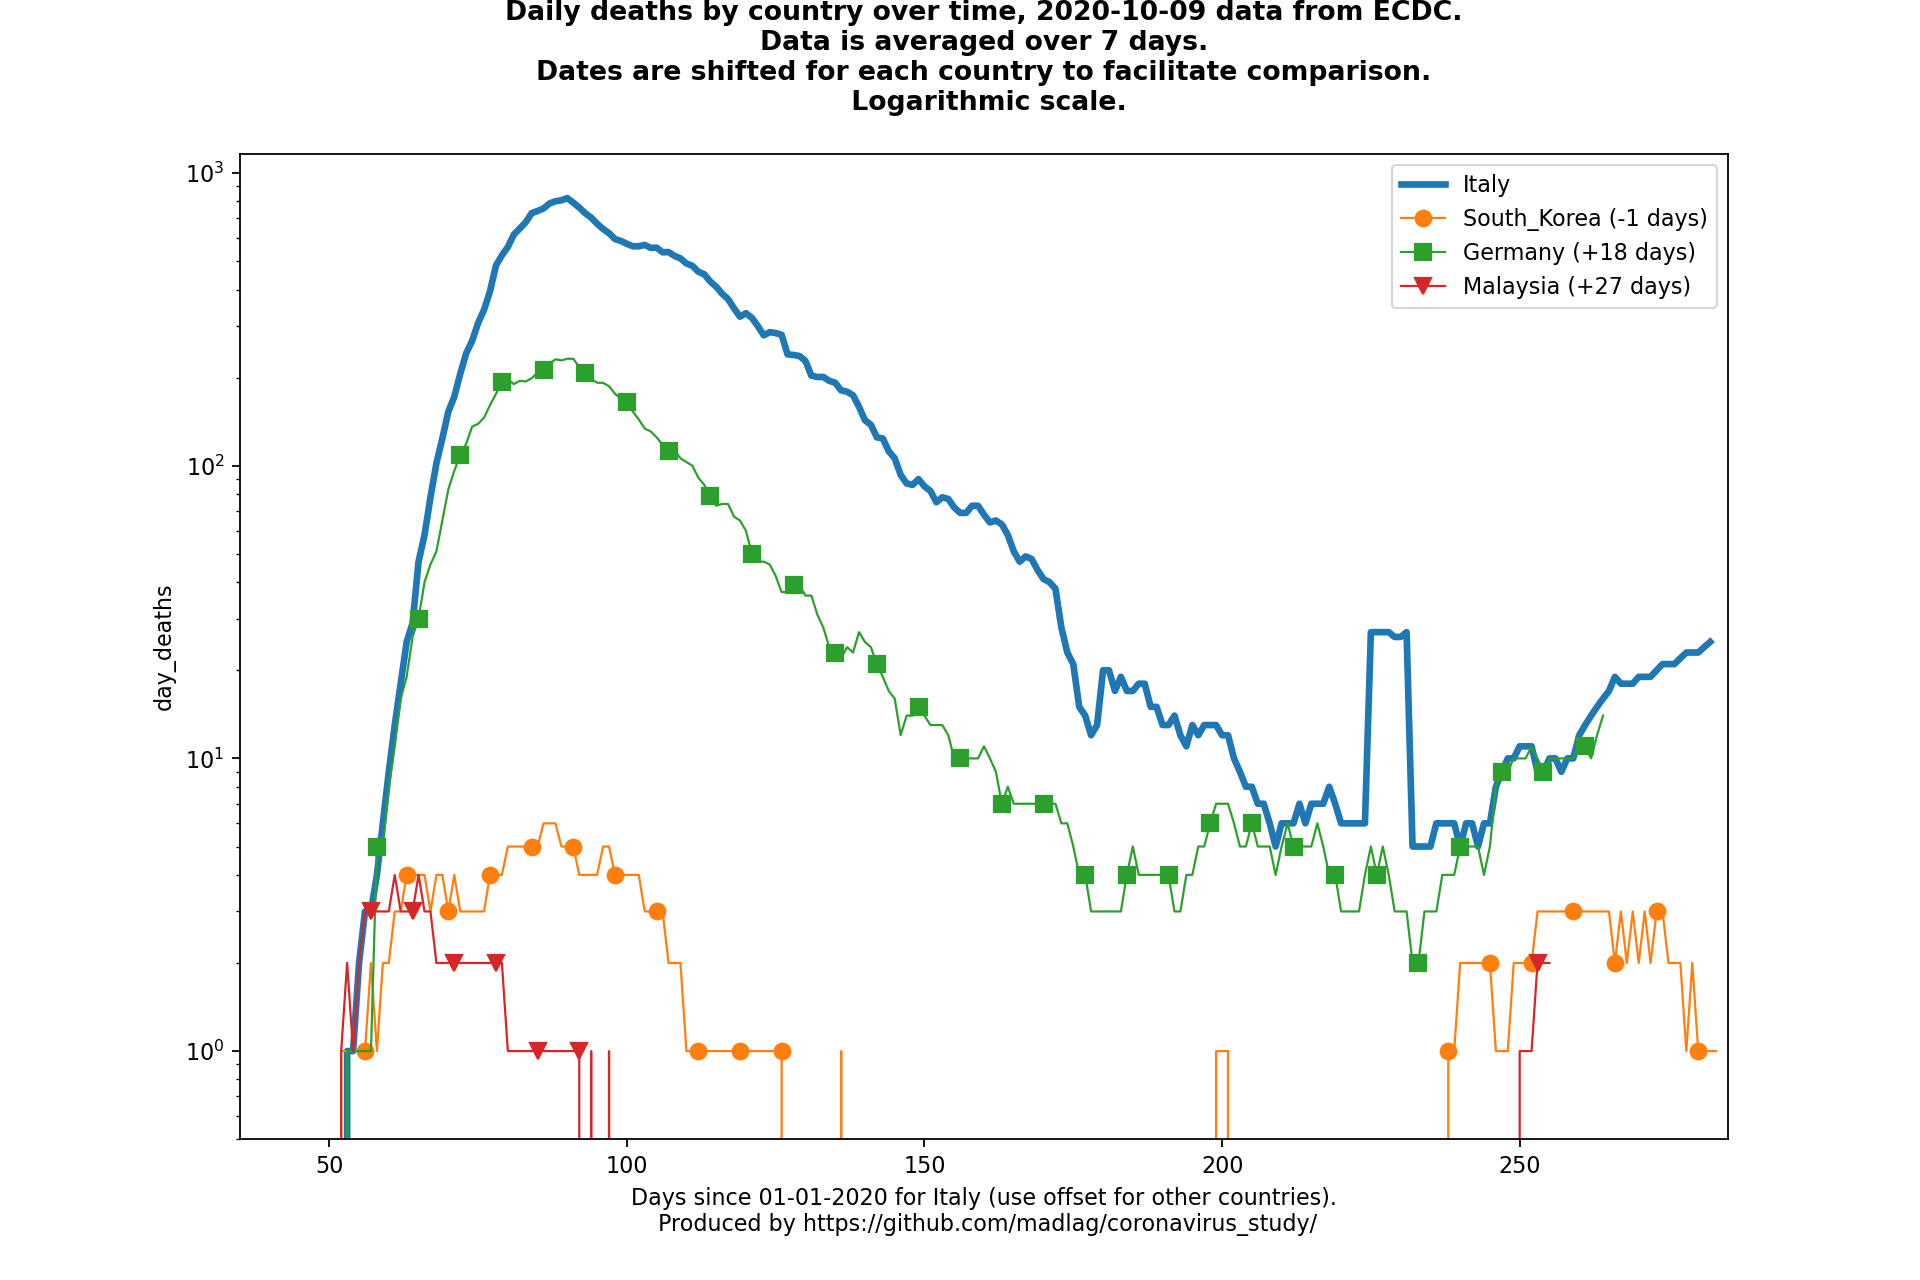 Daily deaths by country over time, 2020-10-09 data from ECDC.
Data is averaged over 7 days.
Dates are shifted for each country to facilitate comparison.
Logarithmic scale.
10³
10²
10¹
10⁰
day_deaths
Italy
South_Korea (-1 days)
Germany (+18 days)
Malaysia (+27 days)
50
100
150
200
250
Days since 01-01-2020 for Italy (use offset for other countries).
Produced by https://github.com/madlag/coronavirus_study/